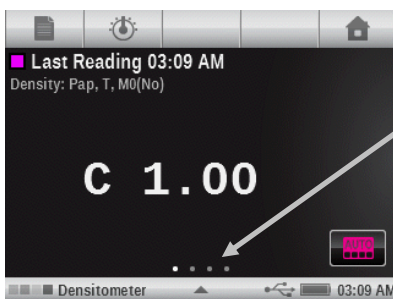 Last Reading 03:09 AM
Density: Pap, T, M0(No)
C 1.00
AUTO
Densitometer 03:09 AM